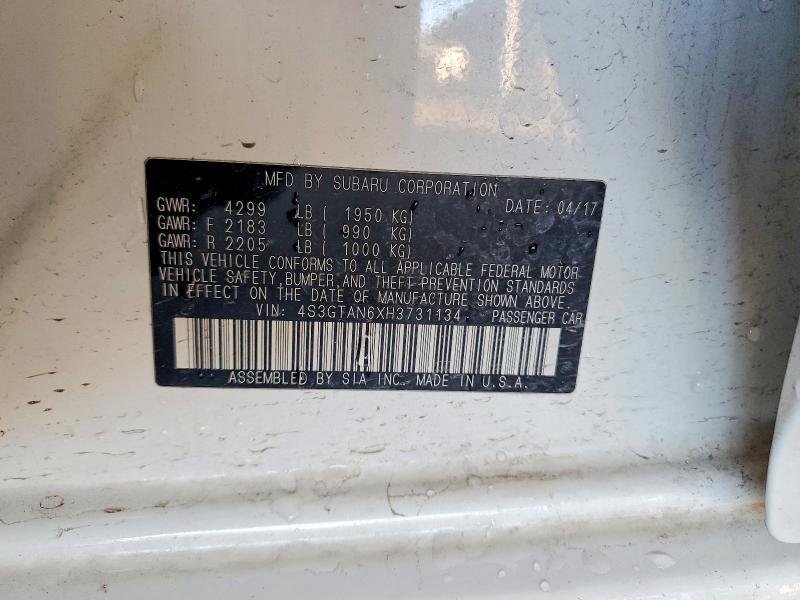 MFD BY SUBARU CORPORATION DATE: 04/17
GVWR: 4299 LB ( 1950 KG)
GAWR: F 2183 LB ( 990 KG)
GAWR: R 2205 LB ( 1000 KG)
THIS VEHICLE CONFORMS TO ALL APPLICABLE FEDERAL MOTOR
VEHICLE SAFETY, BUMPER, AND THEFT PREVENTION STANDARDS
IN EFFECT ON THE DATE OF MANUFACTURE SHOWN ABOVE.
VIN: 4S3GTAN6XH3731134 PASSENGER CAR
ASSEMBLED BY SIA INC. MADE IN U.S.A.